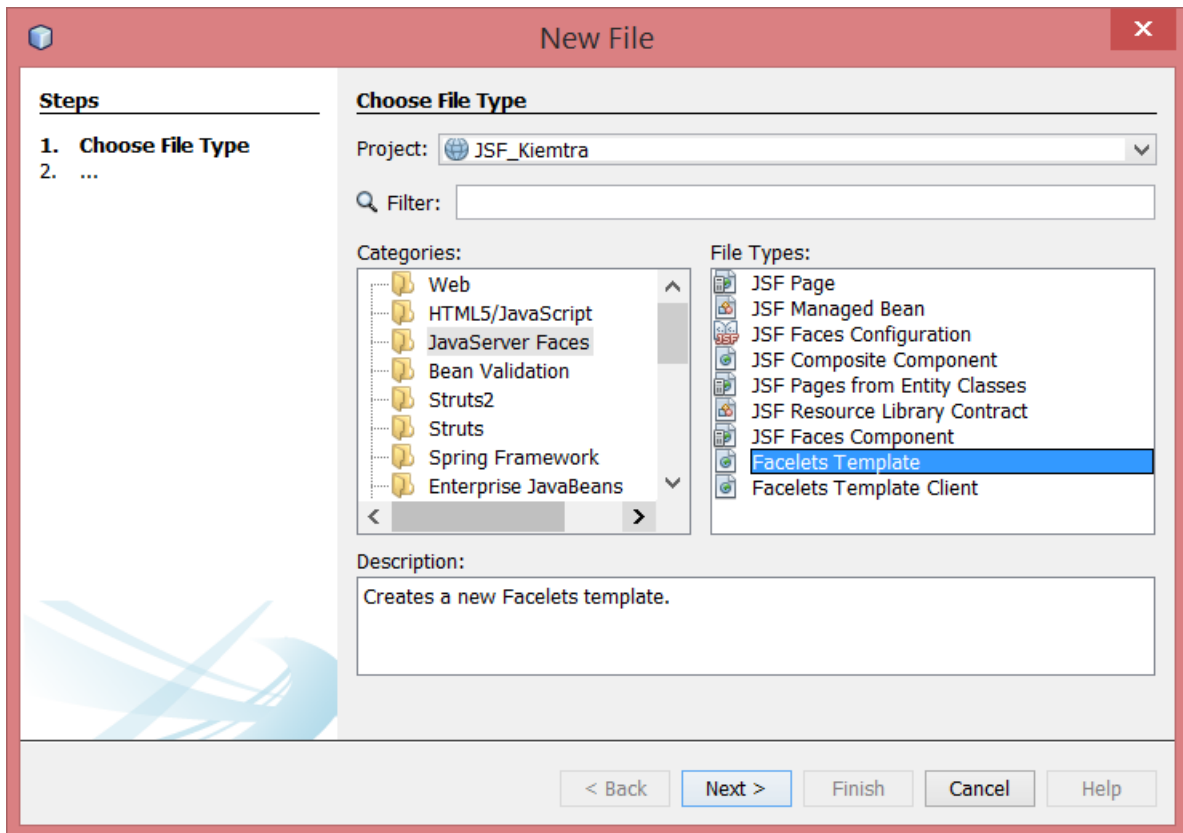 New File
Steps
1. Choose File Type
2. ...
Choose File Type
Project: JSF_Kiemtra
Filter:
Categories:
Web
HTML5/JavaScript
JavaServer Faces
Bean Validation
Struts2
Struts
Spring Framework
Enterprise JavaBeans
File Types:
JSF Page
JSF Managed Bean
JSF Faces Configuration
JSF Composite Component
JSF Pages from Entity Classes
JSF Resource Library Contract
JSF Faces Component
Facelets Template
Facelets Template Client
Description:
Creates a new Facelets template.
< Back Next > Finish Cancel Help